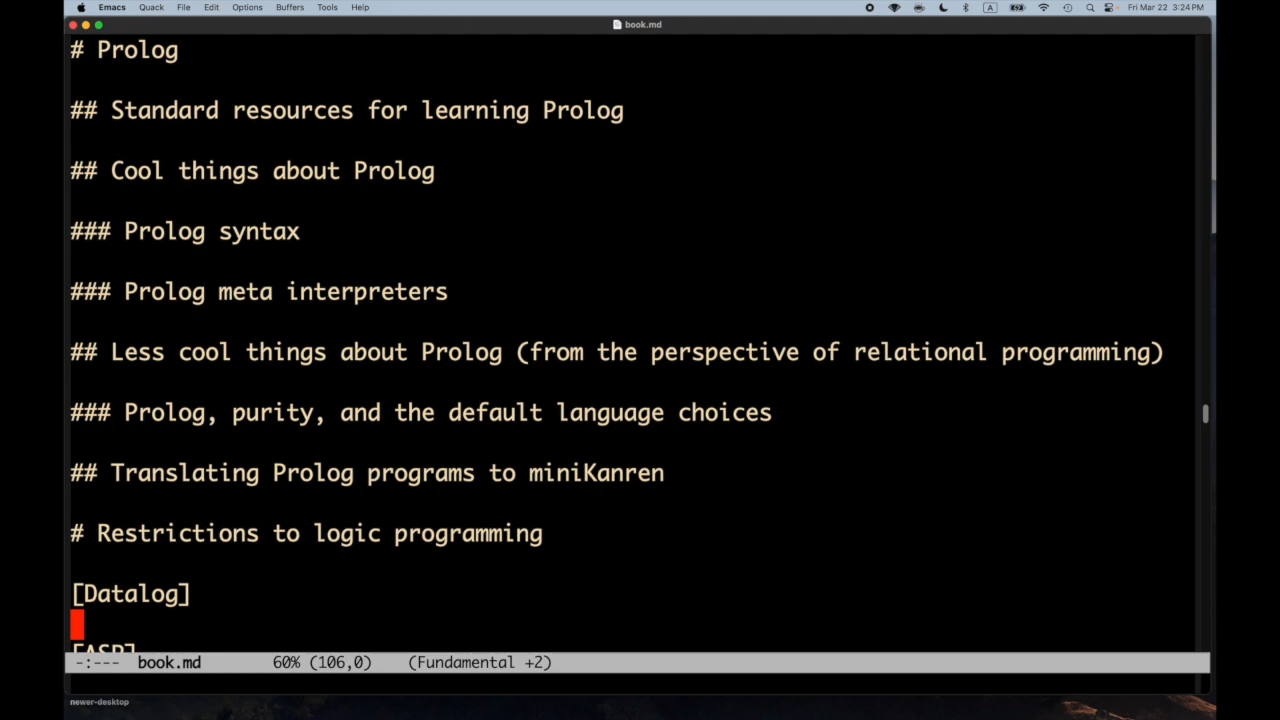 Emacs Quack File Edit Options Buffers Tools Help A Fri Mar 22 3:24 PM
book.md
# Prolog
## Standard resources for learning Prolog
## Cool things about Prolog
### Prolog syntax
### Prolog meta interpreters
## Less cool things about Prolog (from the perspective of relational programming)
### Prolog, purity, and the default language choices
## Translating Prolog programs to miniKanren
# Restrictions to logic programming
[Datalog]
[ASP]
-:--- book.md 60% (106,0) (Fundamental +2)
newer-desktop